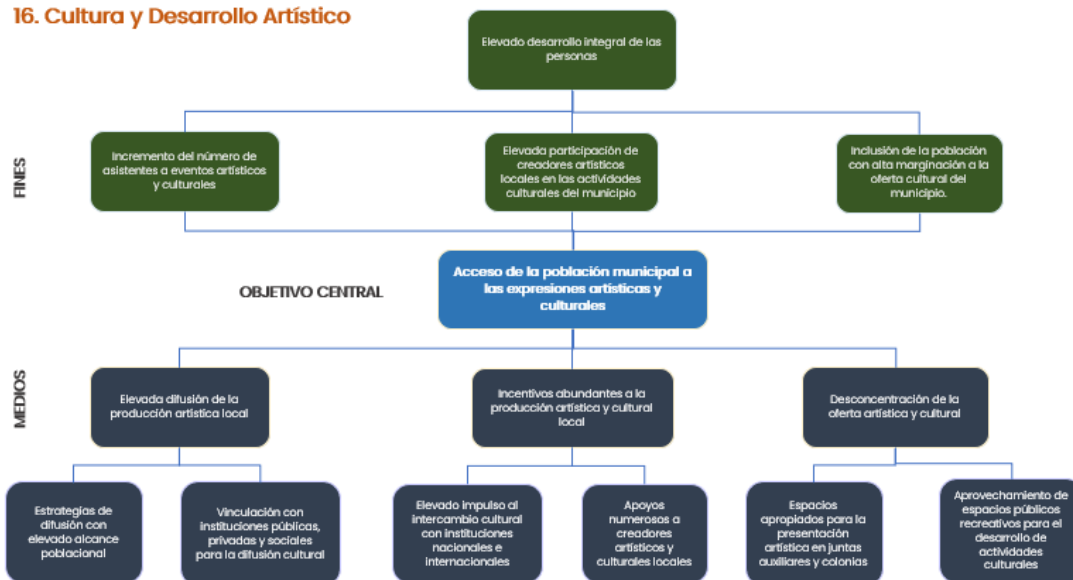 16. Cultura y Desarrollo Artístico
Elevado desarrollo integral de las
personas
FINES
Incremento del número de
asistentes a eventos artísticos
y culturales
Elevada participación de
creadores artísticos
locales en las actividades
culturales del municipio
Inclusión de la población
con alta marginación a la
oferta cultural del
municipio.
OBJETIVO CENTRAL
Acceso de la población municipal a
las expresiones artísticas y
culturales
MEDIOS
Elevada difusión de la
producción artística local
Incentivos abundantes a la
producción artística y cultural
local
Desconcentración de la
oferta artística y cultural
Estrategías de
difusión con
elevado alcance
poblacional
Vinculación con
instituciones públicas,
privadas y sociales
para la difusión cultural
Elevado impulso al
intercambio cultural
con instituciones
nacionales e
internacionales
Apoyos
numerosos a
creadores
artísticos y
culturales locales
Espacios
apropiados para la
presentación
artística en juntas
auxiliares y colonias
Aprovechamiento de
espacios públicos
recreativos para el
desarrollo de
actividades
culturales